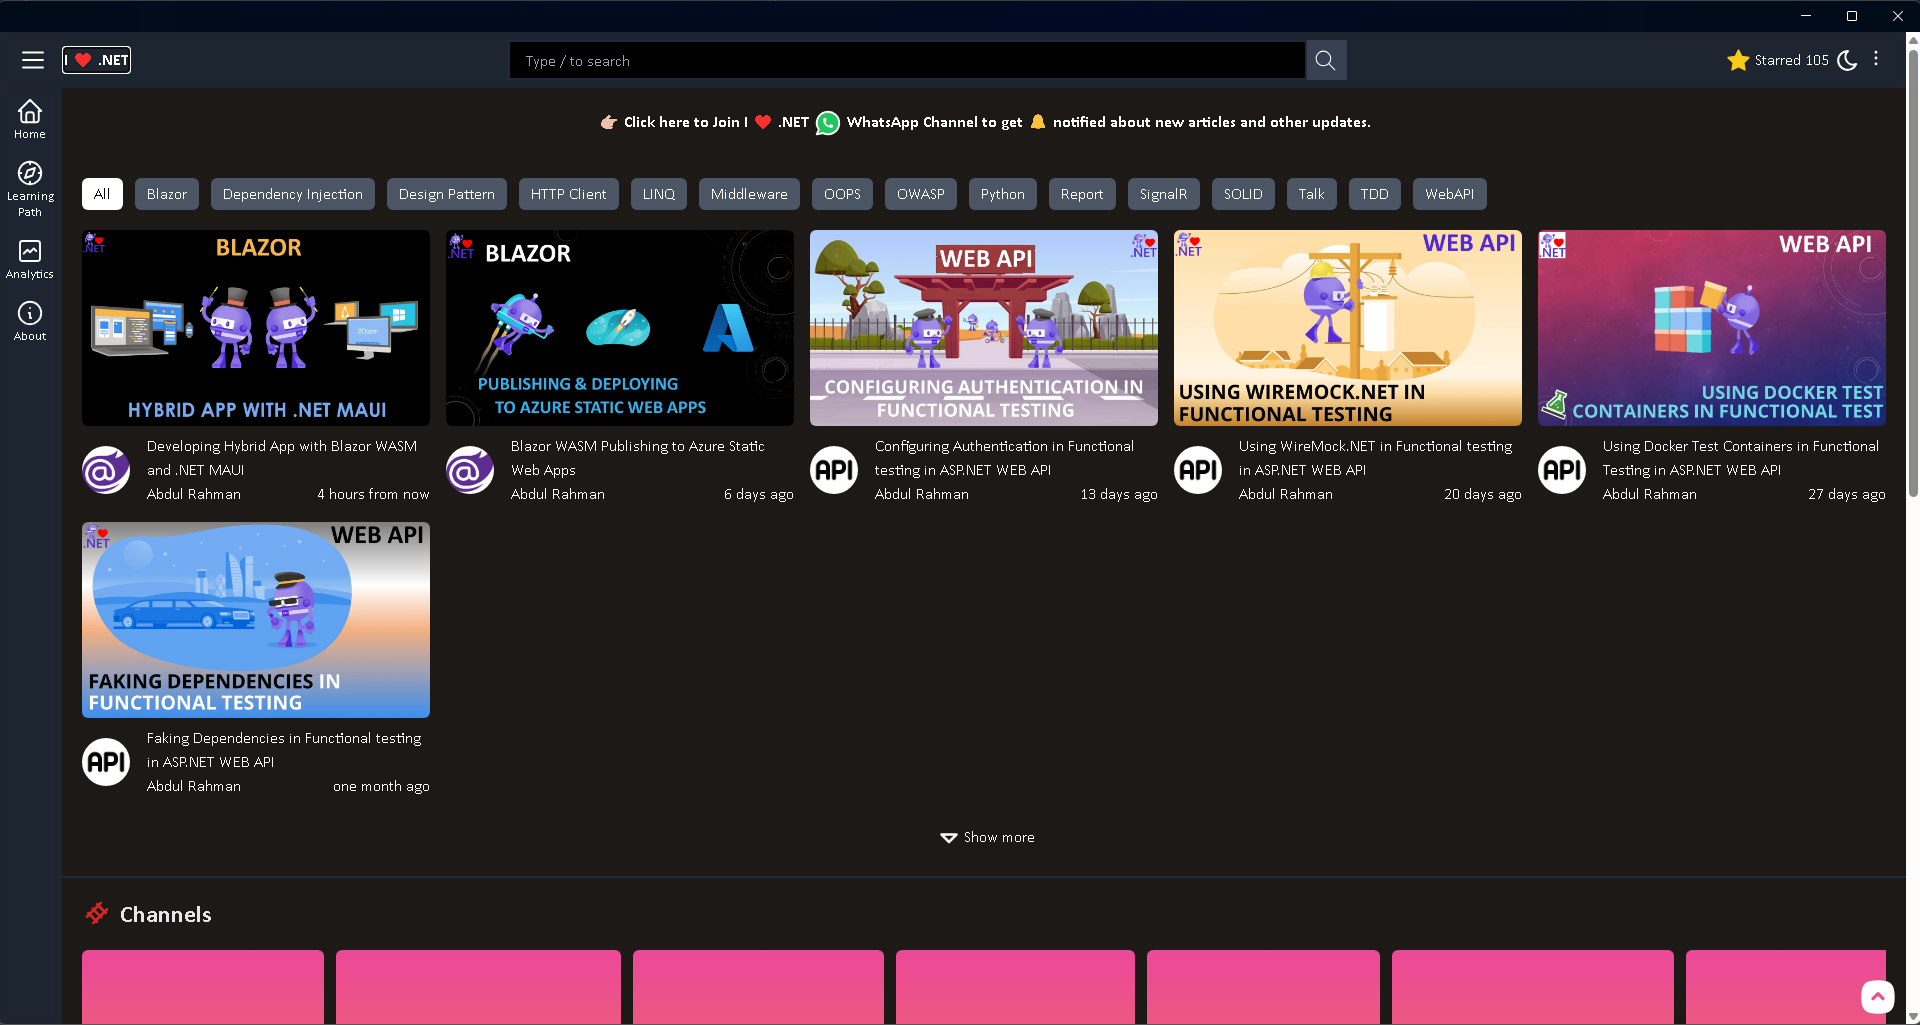 I ❤ .NET
Type / to search
Starred 105
Home
Learning
Path
Analytics
About
👉 Click here to Join I ❤ .NET WhatsApp Channel to get 🔔 notified about new articles and other updates.
All
Blazor
Dependency Injection
Design Pattern
HTTP Client
LINQ
Middleware
OOPS
OWASP
Python
Report
SignalR
SOLID
Talk
TDD
WebAPI
.NET
BLAZOR
HYBRID APP WITH .NET MAUI
Developing Hybrid App with Blazor WASM
and .NET MAUI
Abdul Rahman
4 hours from now
.NET
BLAZOR
PUBLISHING & DEPLOYING
TO AZURE STATIC WEB APPS
Blazor WASM Publishing to Azure Static
Web Apps
Abdul Rahman
6 days ago
.NET
WEB API
CONFIGURING AUTHENTICATION IN
FUNCTIONAL TESTING
API
Configuring Authentication in Functional
testing in ASP.NET WEB API
Abdul Rahman
13 days ago
.NET
WEB API
USING WIREMOCK.NET IN
FUNCTIONAL TESTING
API
Using WireMock.NET in Functional testing
in ASP.NET WEB API
Abdul Rahman
20 days ago
.NET
WEB API
USING DOCKER TEST
CONTAINERS IN FUNCTIONAL TEST
API
Using Docker Test Containers in Functional
Testing in ASP.NET WEB API
Abdul Rahman
27 days ago
.NET
WEB API
FAKING DEPENDENCIES IN
FUNCTIONAL TESTING
API
Faking Dependencies in Functional testing
in ASP.NET WEB API
Abdul Rahman
one month ago
Show more
Channels